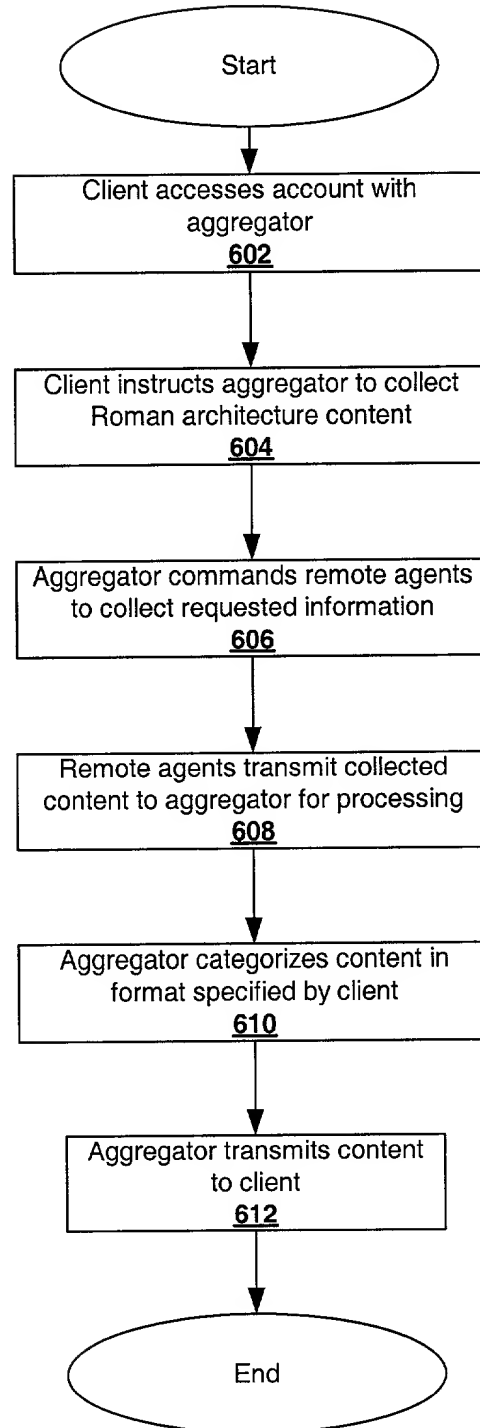 Start
Client accesses account with
aggregator
602
Client instructs aggregator to collect
Roman architecture content
604
Aggregator commands remote agents
to collect requested information
606
Remote agents transmit collected
content to aggregator for processing
608
Aggregator categorizes content in
format specified by client
610
Aggregator transmits content
to client
612
End